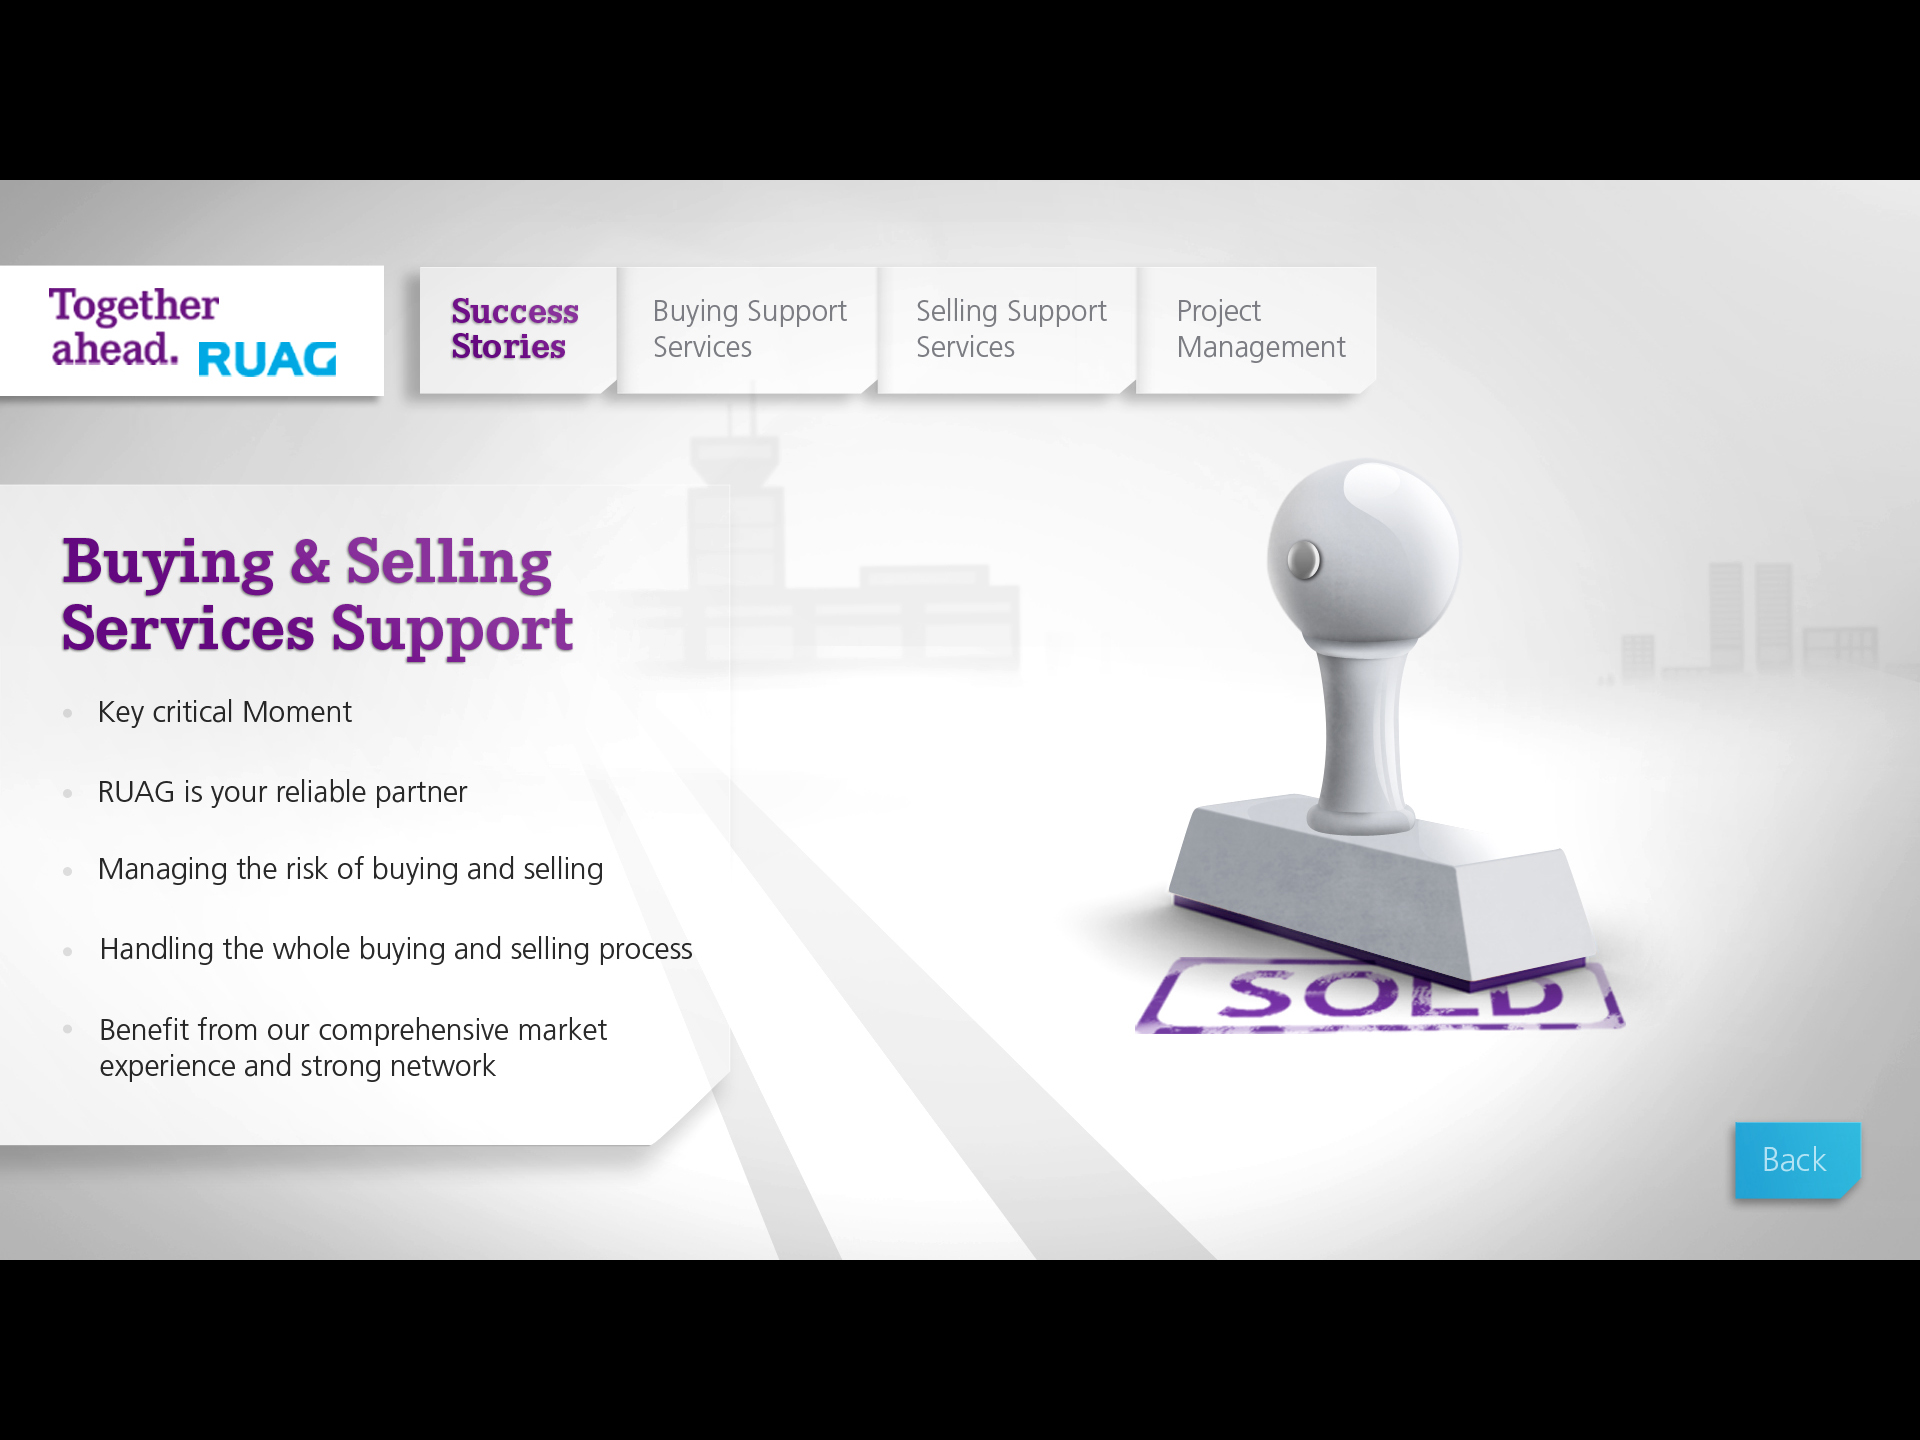 Together
ahead. RUAG
Success
Stories
Buying Support
Services
Selling Support
Services
Project
Management
Buying & Selling
Services Support
Key critical Moment
RUAG is your reliable partner
Managing the risk of buying and selling
Handling the whole buying and selling process
Benefit from our comprehensive market
experience and strong network
SOLD
Back